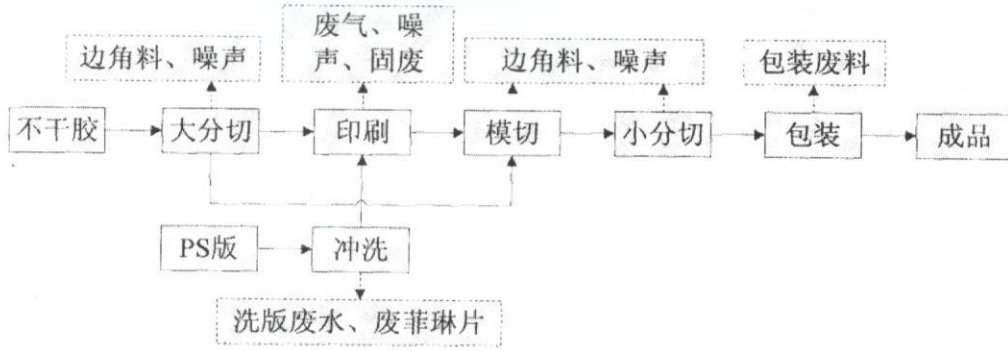 废气、噪
声、固废
边角料、噪声
边角料、噪声
包装废料
不干胶
大分切
印刷
模切
小分切
包装
成品
PS版
冲洗
洗版废水、废菲琳片